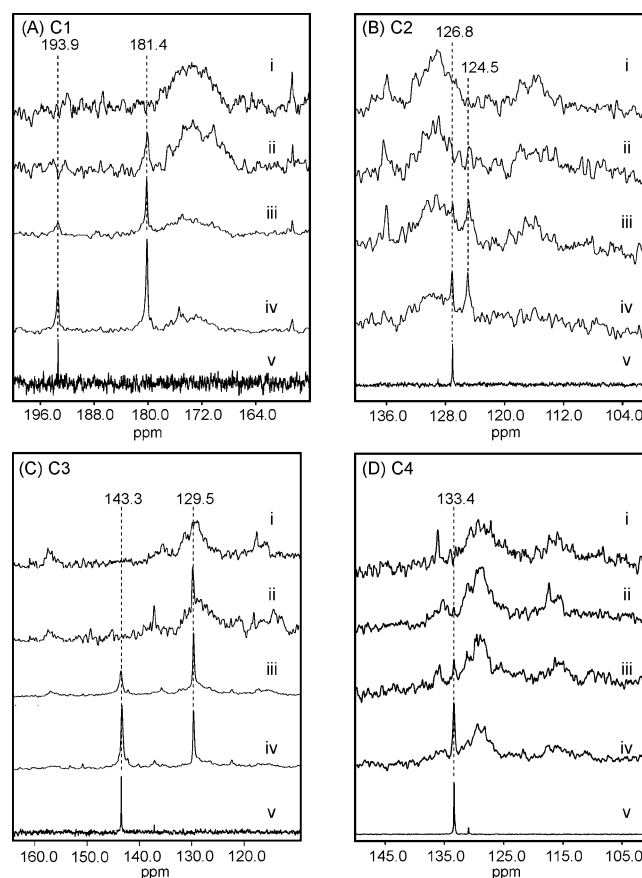 (A) C1
193.9
181.4
i
ii
iii
iv
v
196.0 188.0 180.0 172.0 164.0
ppm
(B) C2
126.8
124.5
i
ii
iii
iv
v
136.0 128.0 120.0 112.0 104.0
ppm
(C) C3
143.3 129.5
i
ii
iii
iv
v
160.0 150.0 140.0 130.0 120.0
ppm
(D) C4
133.4
i
ii
iii
iv
v
145.0 135.0 125.0 115.0 105.0
ppm